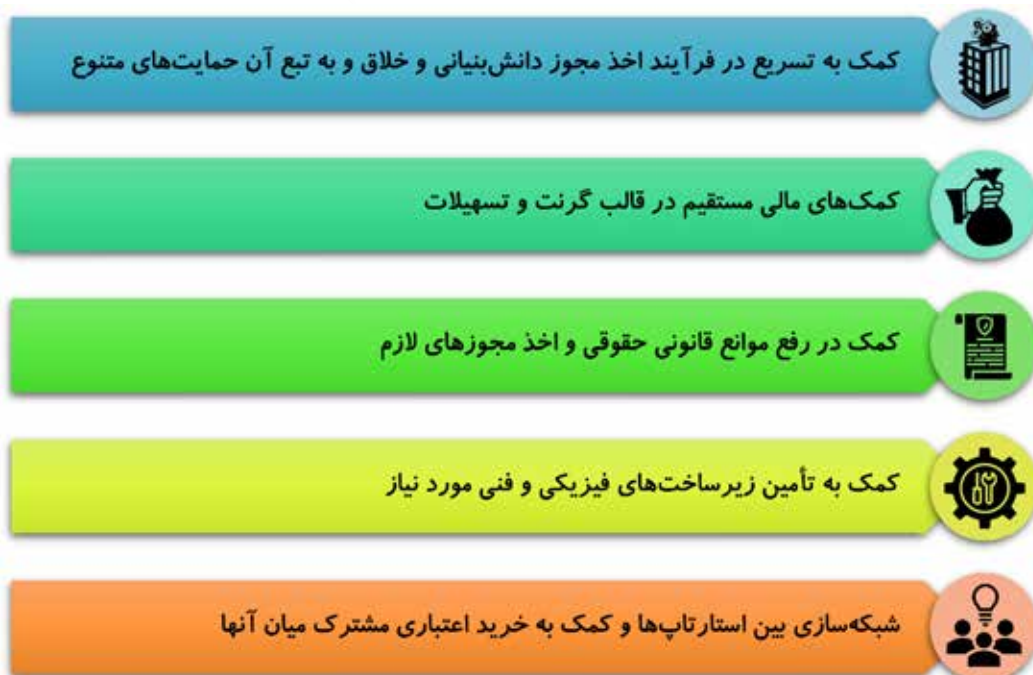 کمک به تسریع در فرآیند اخذ مجوز دانش‌بنیانی و خلاق و به تبع آن حمایت‌های متنوع
کمک‌های مالی مستقیم در قالب گرنت و تسهیلات
کمک در رفع موانع قانونی حقوقی و اخذ مجوزهای لازم
کمک به تأمین زیرساخت‌های فیزیکی و فنی مورد نیاز
شبکه‌سازی بین استارتاپ‌ها و کمک به خرید اعتباری مشترک میان آنها